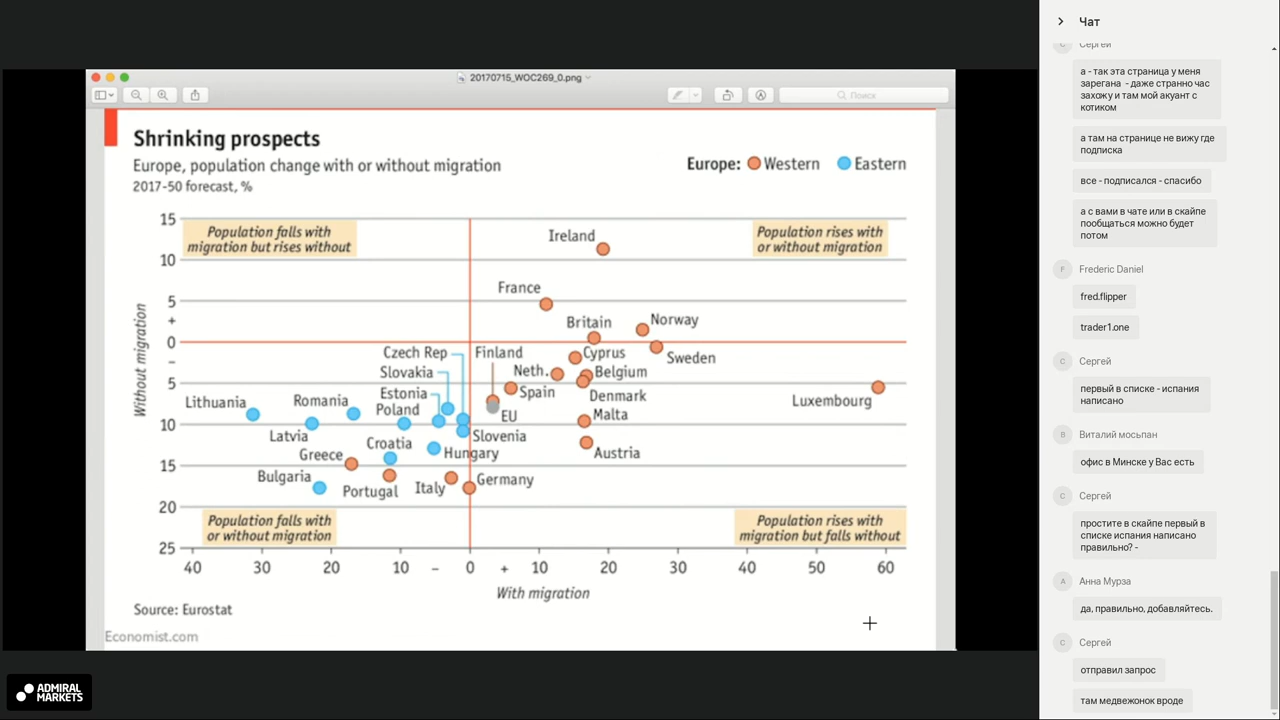 20170715_WOC269_0.png
Поиск
Shrinking prospects
Europe, population change with or without migration
2017-50 forecast, %
Europe: Western Eastern
15
10
5
+
0
–
5
10
15
20
25
Without migration
Population falls with
migration but rises without
Population rises with
or without migration
Ireland
France
Britain
Norway
Czech Rep
Finland
Cyprus
Sweden
Slovakia
Neth.
Belgium
Estonia
Spain
Denmark
Lithuania
Romania
Poland
EU
Malta
Luxembourg
Latvia
Croatia
Slovenia
Greece
Hungary
Austria
Bulgaria
Portugal
Italy
Germany
Population falls with
or without migration
Population rises with
migration but falls without
40 30 20 10 – 0 + 10 20 30 40 50 60
With migration
Source: Eurostat
Economist.com
ADMIRAL
MARKETS
Чат
Сергей
а - так эта страница у меня
зарегана - даже странно час
захожу и там мой акуант с
котиком
а там на странице не вижу где
подписка
все - подписался - спасибо
а с вами в чате или в скайпе
пообщаться можно будет
потом
F Frederic Daniel
fred.flipper
trader1.one
С Сергей
первый в списке - испания
написано
В Виталий мосьпан
офис в Минске у Вас есть
С Сергей
простите в скайпе первый в
списке испания написано
правильно? -
А Анна Мурза
да, правильно, добавляйтесь.
С Сергей
отправил запрос
там медвежонок вроде